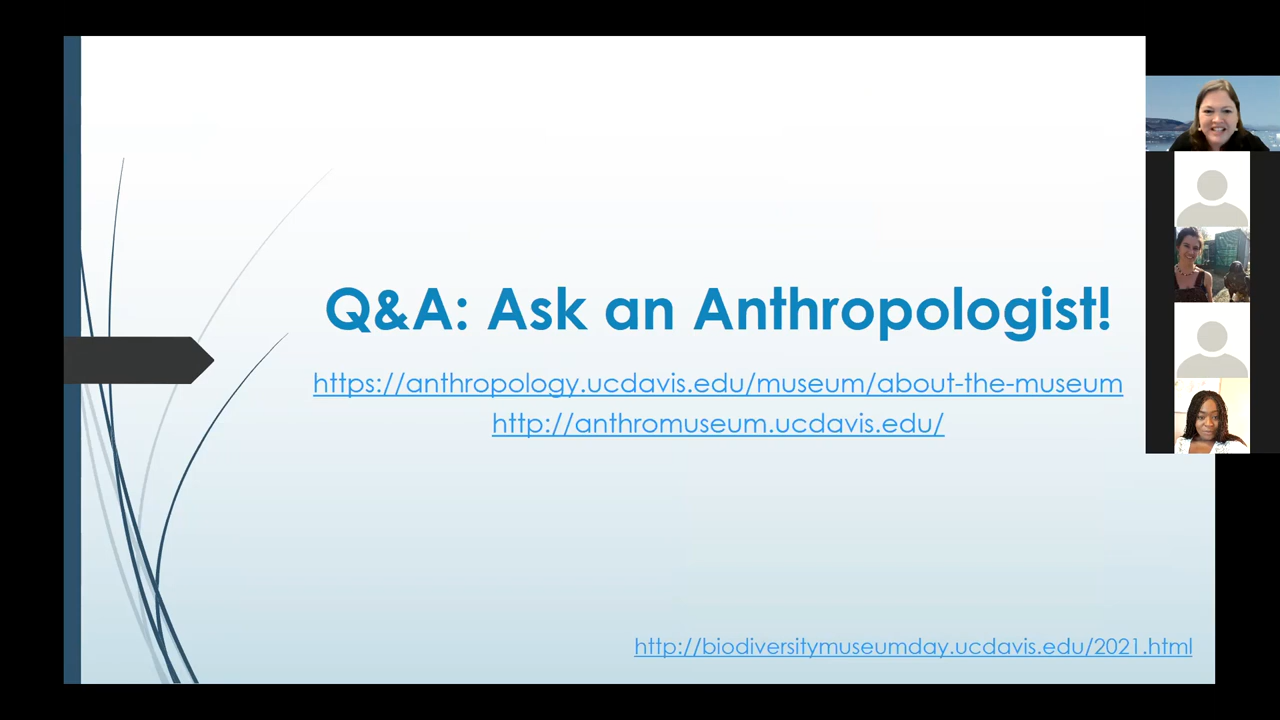 Q&A: Ask an Anthropologist!
https://anthropology.ucdavis.edu/museum/about-the-museum
http://anthromuseum.ucdavis.edu/
http://biodiversitymuseumday.ucdavis.edu/2021.html